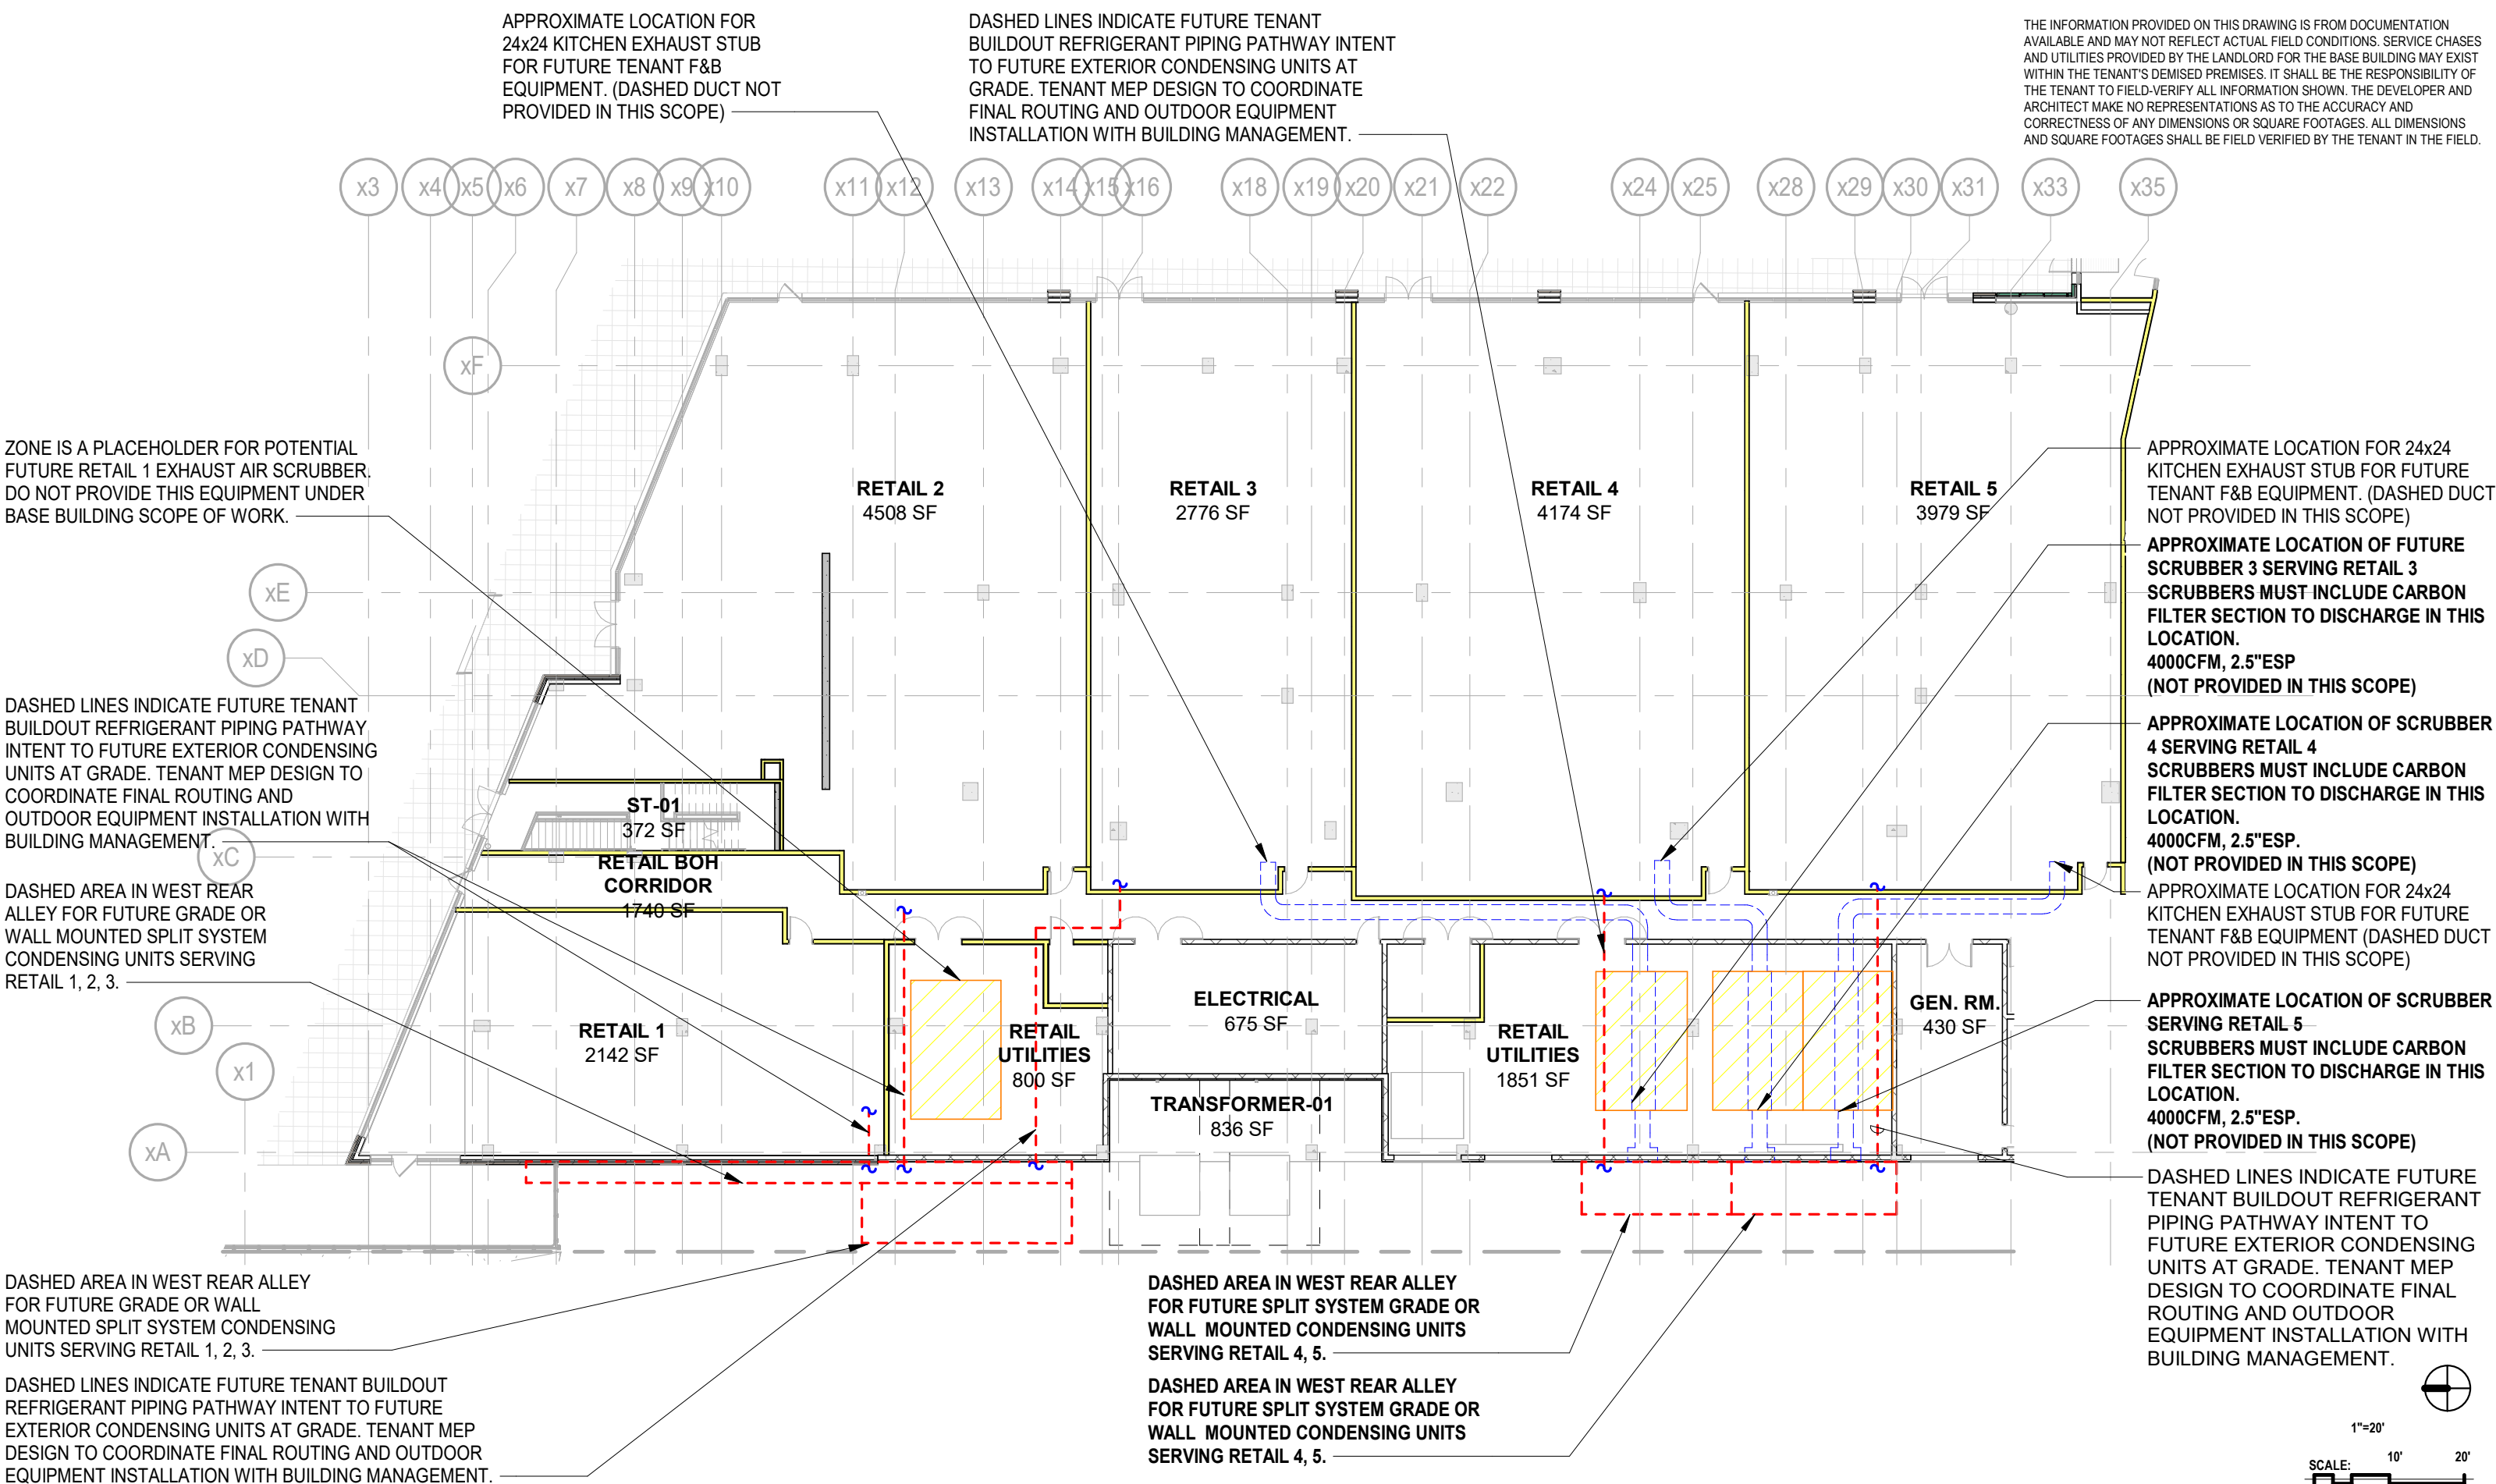 APPROXIMATE LOCATION FOR
24x24 KITCHEN EXHAUST STUB
FOR FUTURE TENANT F&B
EQUIPMENT. (DASHED DUCT NOT
PROVIDED IN THIS SCOPE)
DASHED LINES INDICATE FUTURE TENANT
BUILDOUT REFRIGERANT PIPING PATHWAY INTENT
TO FUTURE EXTERIOR CONDENSING UNITS AT
GRADE. TENANT MEP DESIGN TO COORDINATE
FINAL ROUTING AND OUTDOOR EQUIPMENT
INSTALLATION WITH BUILDING MANAGEMENT.
THE INFORMATION PROVIDED ON THIS DRAWING IS FROM DOCUMENTATION
AVAILABLE AND MAY NOT REFLECT ACTUAL FIELD CONDITIONS. SERVICE CHASES
AND UTILITIES PROVIDED BY THE LANDLORD FOR THE BASE BUILDING MAY EXIST
WITHIN THE TENANT'S DEMISED PREMISES. IT SHALL BE THE RESPONSIBILITY OF
THE TENANT TO FIELD-VERIFY ALL INFORMATION SHOWN. THE DEVELOPER AND
ARCHITECT MAKE NO REPRESENTATIONS AS TO THE ACCURACY AND
CORRECTNESS OF ANY DIMENSIONS OR SQUARE FOOTAGES. ALL DIMENSIONS
AND SQUARE FOOTAGES SHALL BE FIELD VERIFIED BY THE TENANT IN THE FIELD.
x3 x4 x5 x6 x7 x8 x9 x10 x11 x12 x13 x14 x15 x16 x18 x19 x20 x21 x22 x24 x25 x28 x29 x30 x31 x33 x35
xF
xE
xD
xC
xB
x1
xA
ZONE IS A PLACEHOLDER FOR POTENTIAL
FUTURE RETAIL 1 EXHAUST AIR SCRUBBER.
DO NOT PROVIDE THIS EQUIPMENT UNDER
BASE BUILDING SCOPE OF WORK.
DASHED LINES INDICATE FUTURE TENANT
BUILDOUT REFRIGERANT PIPING PATHWAY
INTENT TO FUTURE EXTERIOR CONDENSING
UNITS AT GRADE. TENANT MEP DESIGN TO
COORDINATE FINAL ROUTING AND
OUTDOOR EQUIPMENT INSTALLATION WITH
BUILDING MANAGEMENT.
DASHED AREA IN WEST REAR
ALLEY FOR FUTURE GRADE OR
WALL MOUNTED SPLIT SYSTEM
CONDENSING UNITS SERVING
RETAIL 1, 2, 3.
RETAIL 2
4508 SF
RETAIL 3
2776 SF
RETAIL 4
4174 SF
RETAIL 5
3979 SF
ST-01
372 SF
RETAIL BOH
CORRIDOR
1740 SF
RETAIL 1
2142 SF
RETAIL
UTILITIES
800 SF
ELECTRICAL
675 SF
TRANSFORMER-01
836 SF
RETAIL
UTILITIES
1851 SF
GEN. RM.
430 SF
APPROXIMATE LOCATION FOR 24x24
KITCHEN EXHAUST STUB FOR FUTURE
TENANT F&B EQUIPMENT. (DASHED DUCT
NOT PROVIDED IN THIS SCOPE)
APPROXIMATE LOCATION OF FUTURE
SCRUBBER 3 SERVING RETAIL 3
SCRUBBERS MUST INCLUDE CARBON
FILTER SECTION TO DISCHARGE IN THIS
LOCATION.
4000CFM, 2.5"ESP
(NOT PROVIDED IN THIS SCOPE)
APPROXIMATE LOCATION OF SCRUBBER
4 SERVING RETAIL 4
SCRUBBERS MUST INCLUDE CARBON
FILTER SECTION TO DISCHARGE IN THIS
LOCATION.
4000CFM, 2.5"ESP.
(NOT PROVIDED IN THIS SCOPE)
APPROXIMATE LOCATION FOR 24x24
KITCHEN EXHAUST STUB FOR FUTURE
TENANT F&B EQUIPMENT (DASHED DUCT
NOT PROVIDED IN THIS SCOPE)
APPROXIMATE LOCATION OF SCRUBBER
SERVING RETAIL 5
SCRUBBERS MUST INCLUDE CARBON
FILTER SECTION TO DISCHARGE IN THIS
LOCATION.
4000CFM, 2.5"ESP.
(NOT PROVIDED IN THIS SCOPE)
DASHED LINES INDICATE FUTURE
TENANT BUILDOUT REFRIGERANT
PIPING PATHWAY INTENT TO
FUTURE EXTERIOR CONDENSING
UNITS AT GRADE. TENANT MEP
DESIGN TO COORDINATE FINAL
ROUTING AND OUTDOOR
EQUIPMENT INSTALLATION WITH
BUILDING MANAGEMENT.
DASHED AREA IN WEST REAR ALLEY
FOR FUTURE GRADE OR WALL
MOUNTED SPLIT SYSTEM CONDENSING
UNITS SERVING RETAIL 1, 2, 3.
DASHED LINES INDICATE FUTURE TENANT BUILDOUT
REFRIGERANT PIPING PATHWAY INTENT TO FUTURE
EXTERIOR CONDENSING UNITS AT GRADE. TENANT MEP
DESIGN TO COORDINATE FINAL ROUTING AND OUTDOOR
EQUIPMENT INSTALLATION WITH BUILDING MANAGEMENT.
DASHED AREA IN WEST REAR ALLEY
FOR FUTURE SPLIT SYSTEM GRADE OR
WALL MOUNTED CONDENSING UNITS
SERVING RETAIL 4, 5.
DASHED AREA IN WEST REAR ALLEY
FOR FUTURE SPLIT SYSTEM GRADE OR
WALL MOUNTED CONDENSING UNITS
SERVING RETAIL 4, 5.
1"=20'
SCALE: 10' 20'